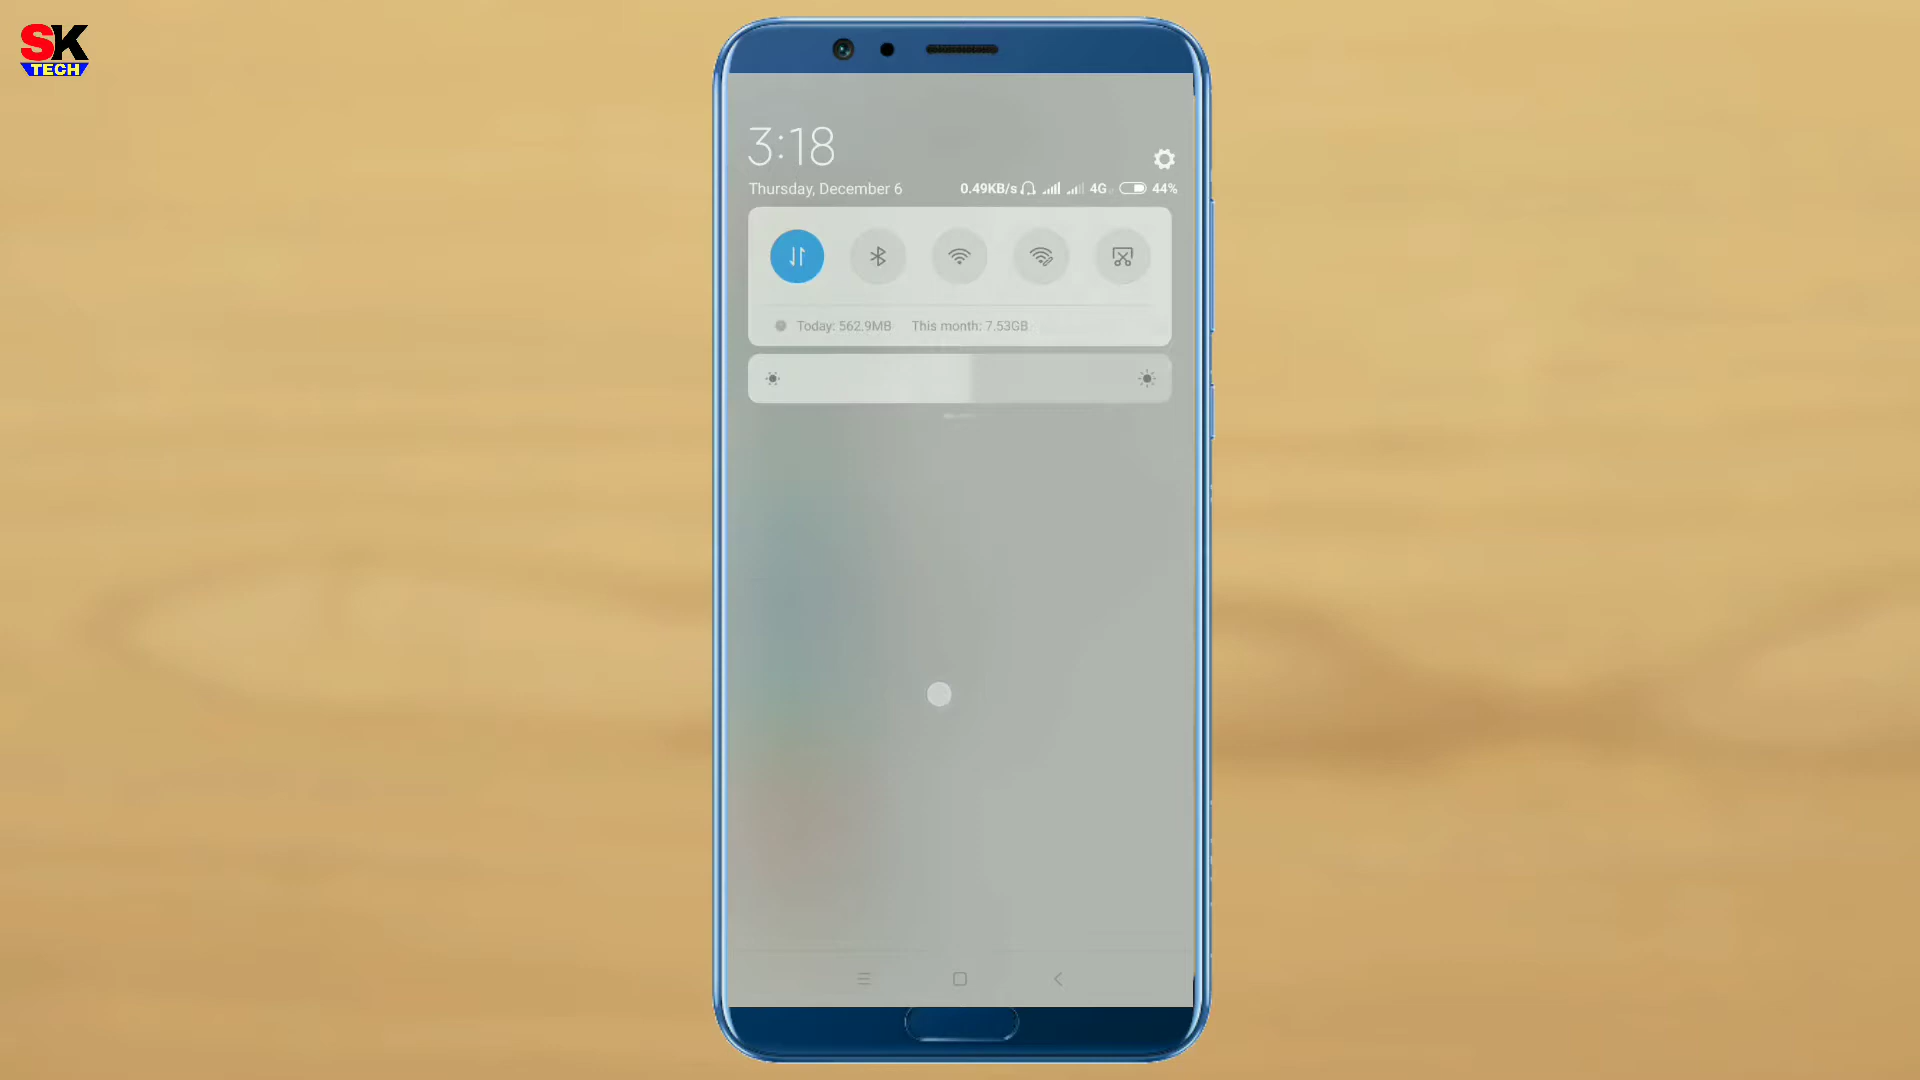 SK
TECH
3:18
Thursday, December 6
0.49KB/s 4G 44%
Today: 562.9MB This month: 7.53GB